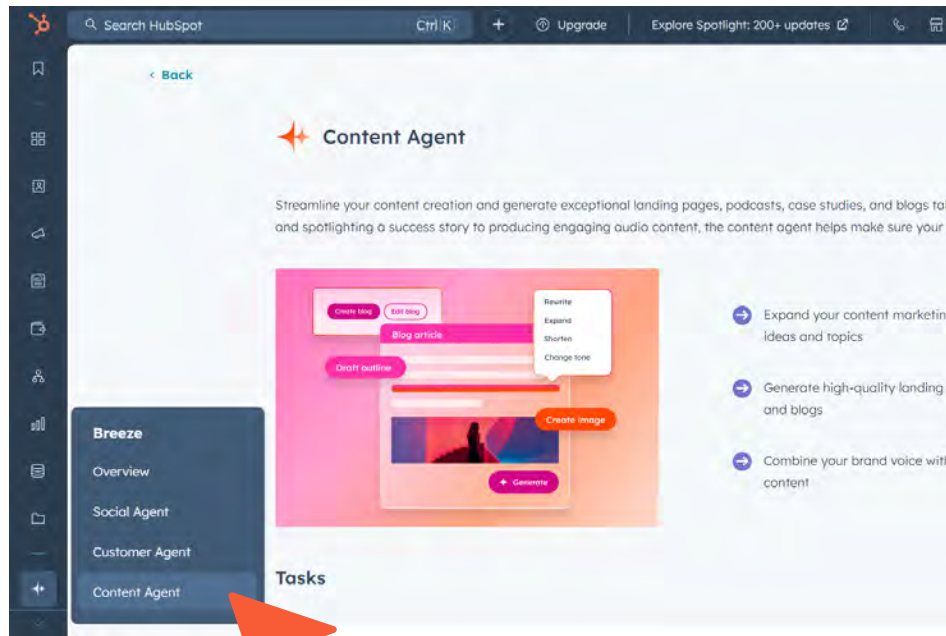 Search HubSpot
Ctrl K
+
Upgrade
Explore Spotlight: 200+ updates
< Back
Content Agent
Streamline your content creation and generate exceptional landing pages, podcasts, case studies, and blogs
and spotlighting a success story to producing engaging audio content, the content agent helps make sure your
Create blog
Edit blog
Blog article
Draft outline
Rewrite
Expand
Shorten
Change tone
Create image
Generate
Expand your content
ideas and topics
Generate high-quality landing
and blogs
Combine your brand voice with
content
Breeze
Overview
Social Agent
Customer Agent
Content Agent
Tasks